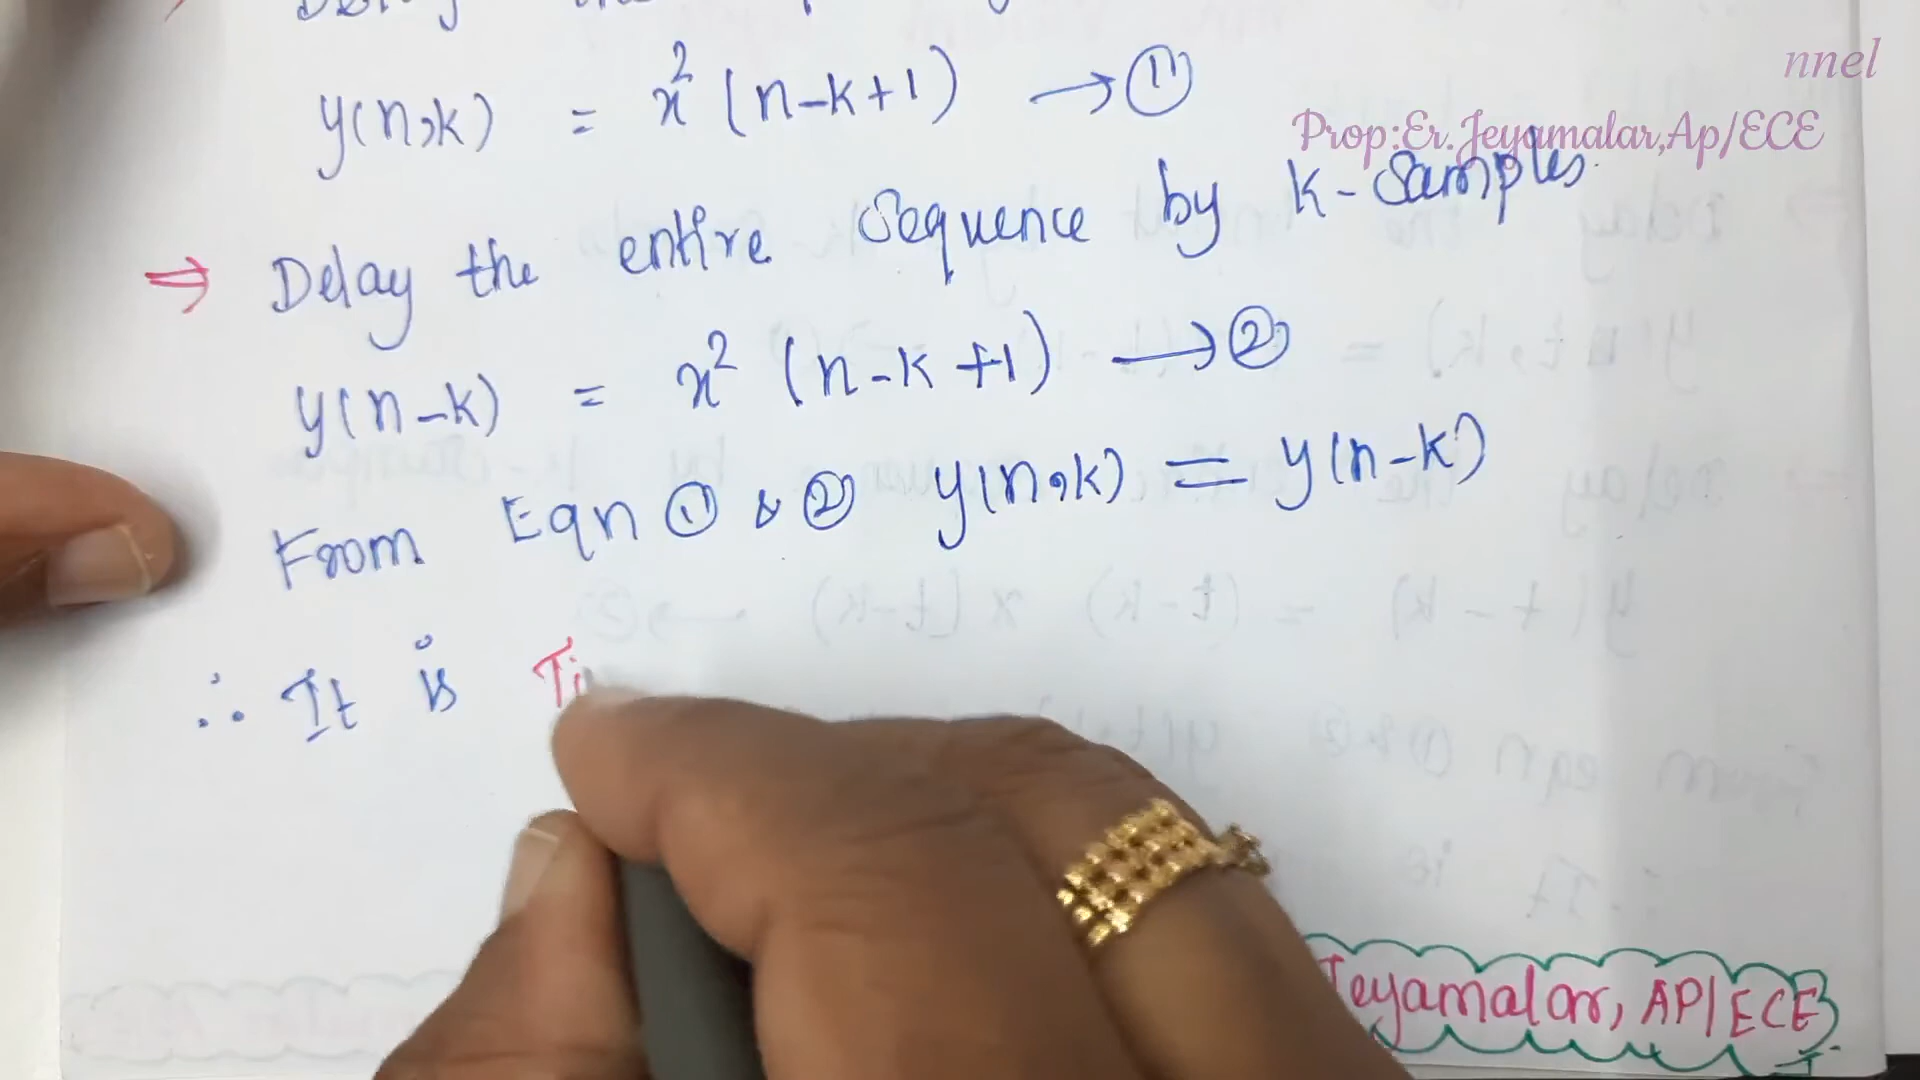 nnel
Prop:Er.Jeyamalar,Ap/ECE
y(n,k) = x² (n-k+1) → ①
⇒ Delay the entire Sequence by k-Samples.
y(n-k) = x² (n-k+1) → ②
From Eqn ① & ② y(n,k) = y(n-k)
∴ It is Ti
Jeyamalar, AP/ECE